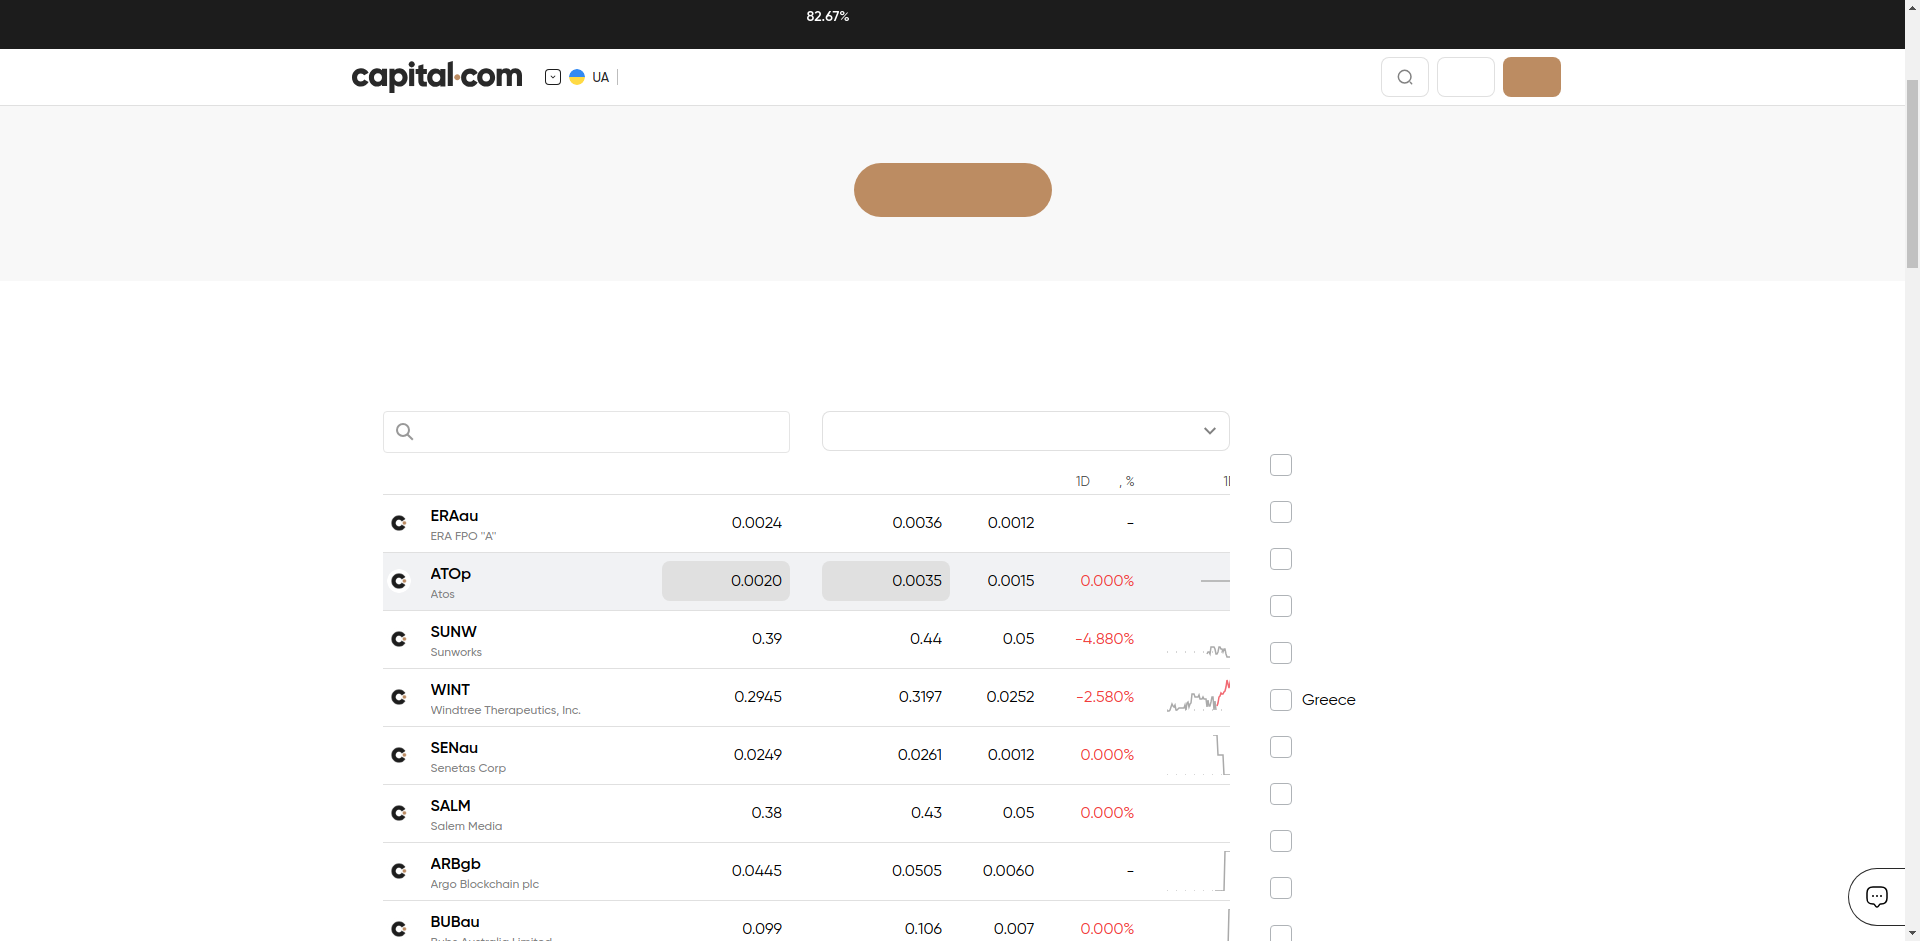 82.67%
capital.com
UA
1D , %
ERAau 0.0024 0.0036 0.0012 -
ERA FPO "A"
ATOp 0.0020 0.0035 0.0015 0.000%
Atos
SUNW 0.39 0.44 0.05 -4.880%
Sunworks
WINT 0.2945 0.3197 0.0252 -2.580%
Windtree Therapeutics, Inc.
SENau 0.0249 0.0261 0.0012 0.000%
Senetas Corp
SALM 0.38 0.43 0.05 0.000%
Salem Media
ARBgb 0.0445 0.0505 0.0060 -
Argo Blockchain plc
BUBau 0.099 0.106 0.007 0.000%
Greece